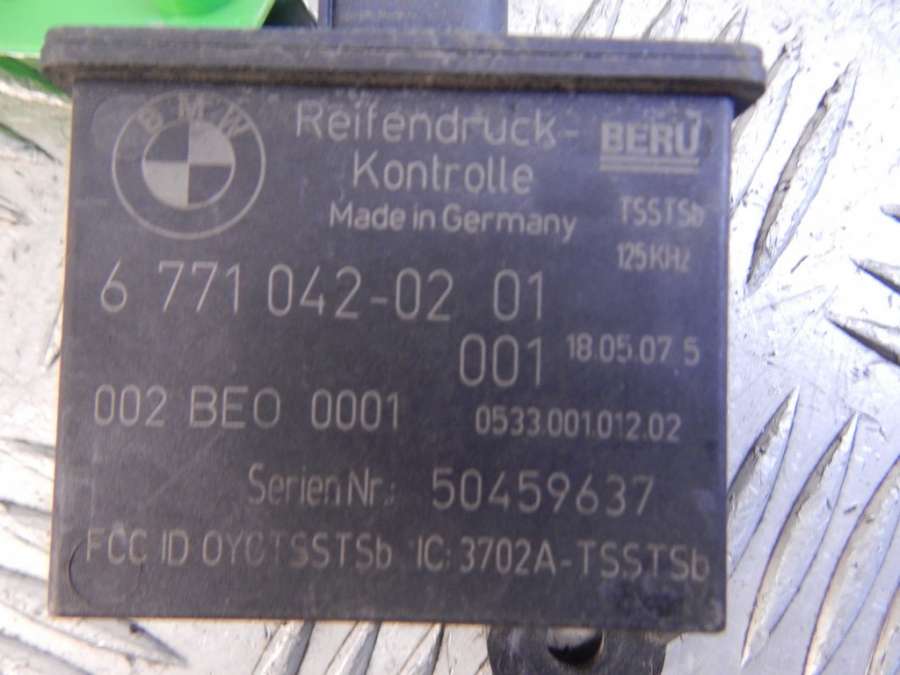 BMW
Reifendruck- BERU
Kontrolle
Made in Germany TSSTSb
125KHz
6 771 042-02 01
001 18.05.07 5
002 BE0 0001 0533.001.012.02
Serien Nr.: 50459637
FCC ID OYCTSSTSb IC: 3702A-TSSTSb